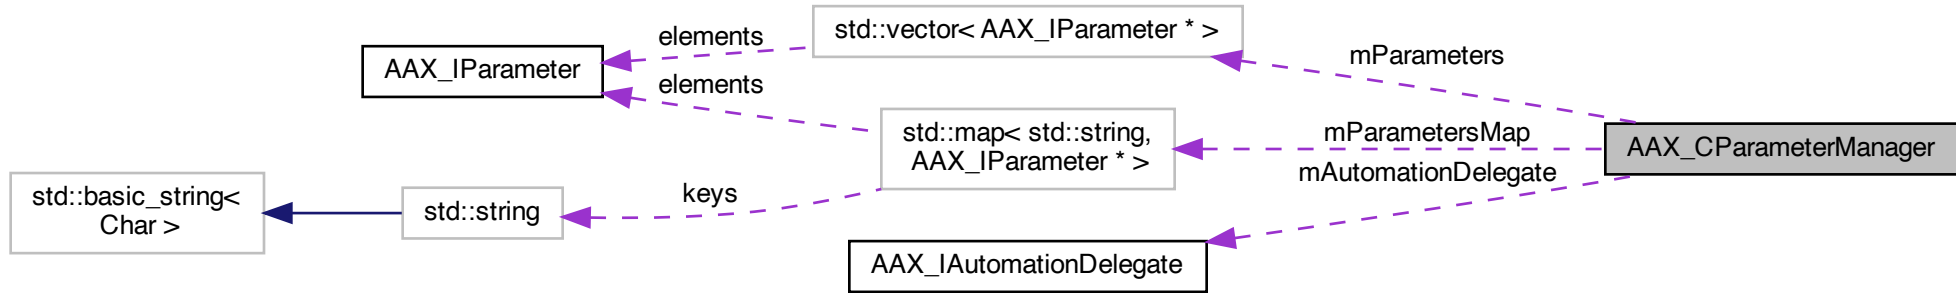 std::vector< AAX_IParameter * >
elements
mParameters
AAX_IParameter
elements
std::map< std::string,
AAX_IParameter * >
mParametersMap
AAX_CParameterManager
mAutomationDelegate
std::basic_string<
Char >
std::string
keys
AAX_IAutomationDelegate